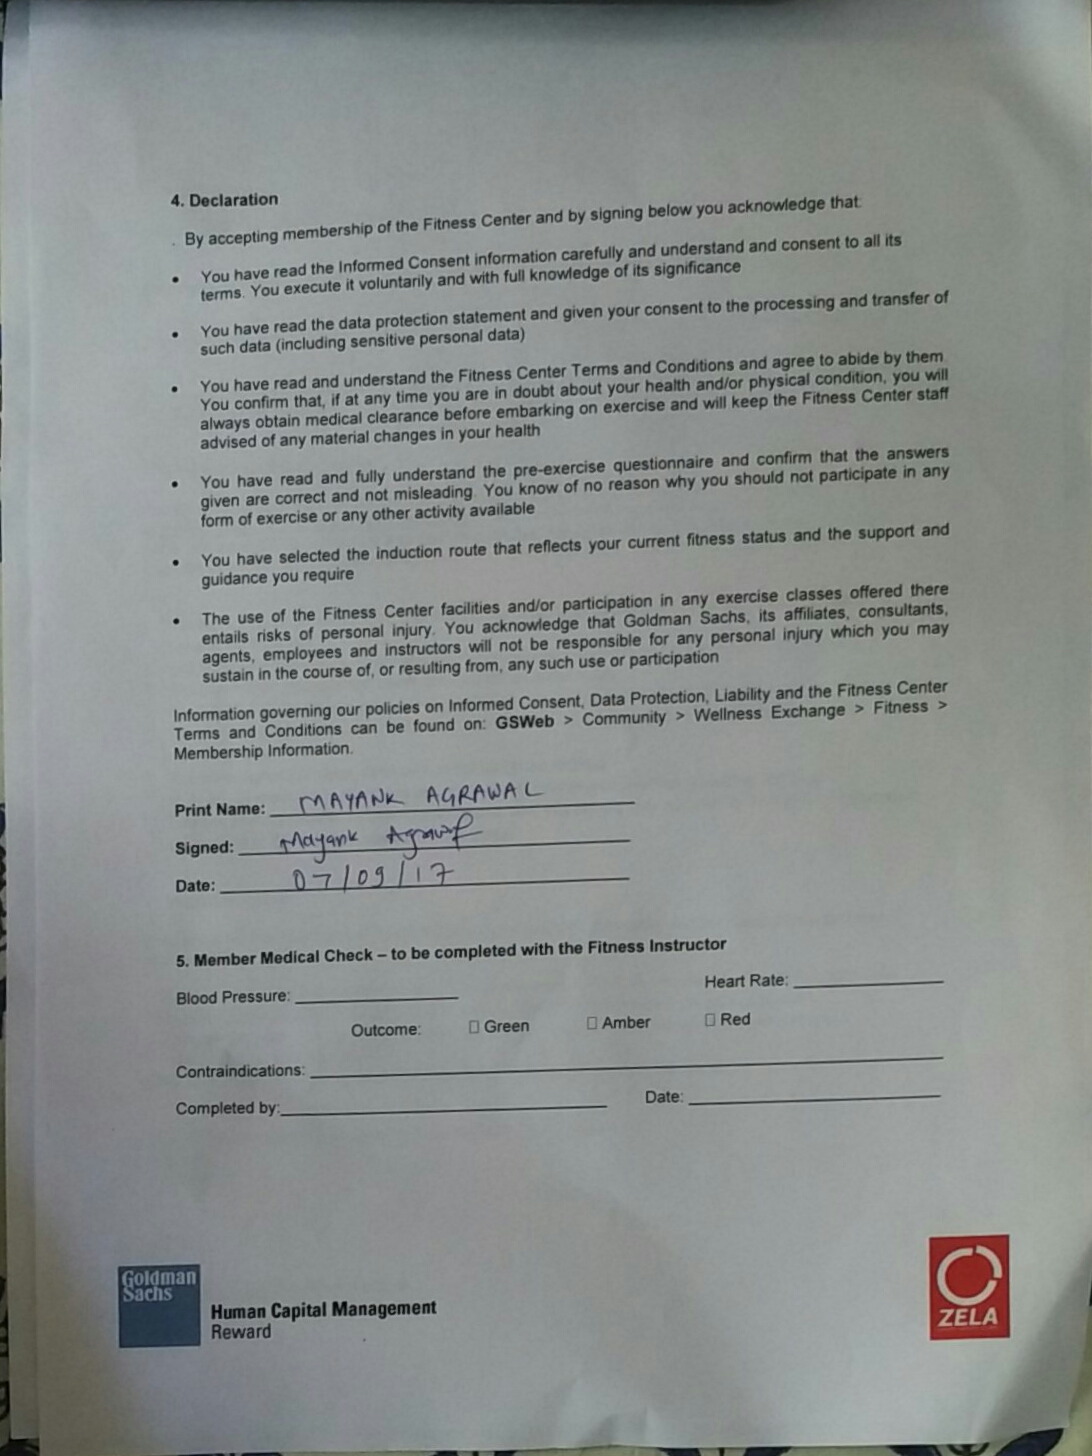 4. Declaration
. By accepting membership of the Fitness Center and by signing below you acknowledge that:
• You have read the Informed Consent information carefully and understand and consent to all its
terms. You execute it voluntarily and with full knowledge of its significance
• You have read the data protection statement and given your consent to the processing and transfer of
such data (including sensitive personal data)
• You have read and understand the Fitness Center Terms and Conditions and agree to abide by them.
You confirm that, if at any time you are in doubt about your health and/or physical condition, you will
always obtain medical clearance before embarking on exercise and will keep the Fitness Center staff
advised of any material changes in your health
• You have read and fully understand the pre-exercise questionnaire and confirm that the answers
given are correct and not misleading. You know of no reason why you should not participate in any
form of exercise or any other activity available
• You have selected the induction route that reflects your current fitness status and the support and
guidance you require
• The use of the Fitness Center facilities and/or participation in any exercise classes offered there
entails risks of personal injury. You acknowledge that Goldman Sachs, its affiliates, consultants,
agents, employees and instructors will not be responsible for any personal injury which you may
sustain in the course of, or resulting from, any such use or participation
Information governing our policies on Informed Consent, Data Protection, Liability and the Fitness Center
Terms and Conditions can be found on: GSWeb > Community > Wellness Exchange > Fitness >
Membership Information.
Print Name: MAYANK AGRAWAL
Signed: Mayank Agrawal
Date: 07/09/17
5. Member Medical Check – to be completed with the Fitness Instructor
Blood Pressure: Heart Rate:
Outcome: □ Green □ Amber □ Red
Contraindications:
Completed by: Date:
Goldman
Sachs
Human Capital Management
Reward
ZELA